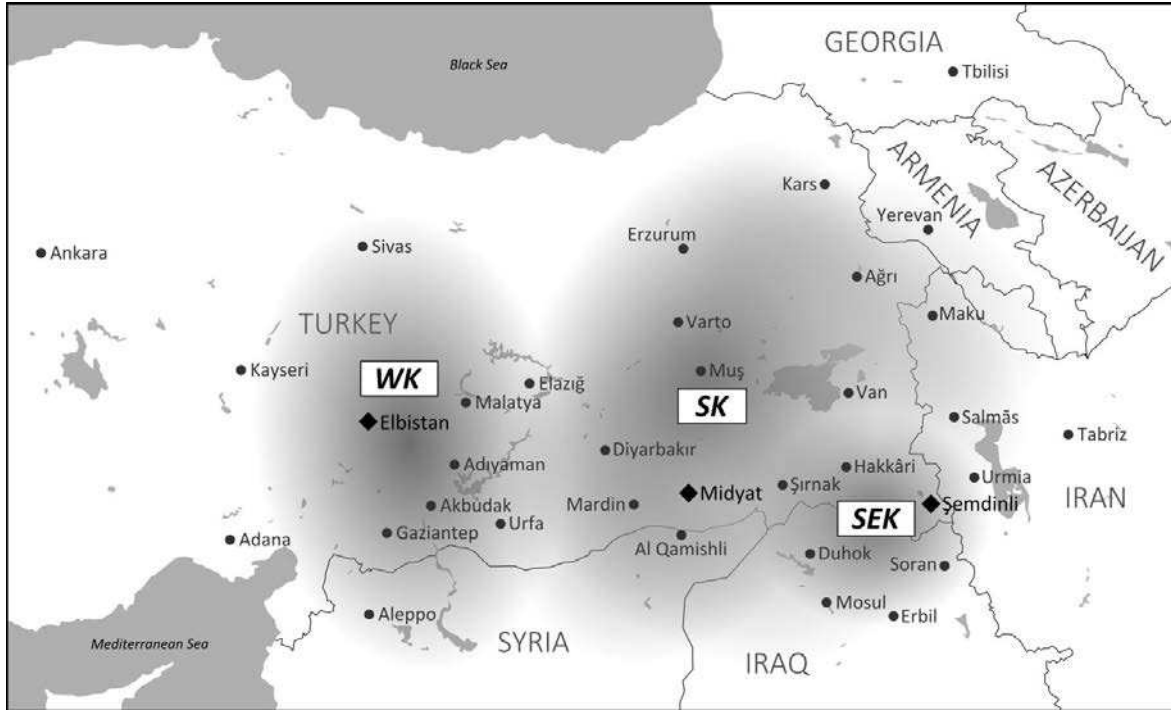 GEORGIA
Black Sea
Tbilisi
ARMENIA
AZERBAIJAN
Kars
Yerevan
Ankara
Sivas
Erzurum
Ağrı
TURKEY
Varto
Maku
Kayseri
WK
Elazığ
Muş
Malatya
SK
Van
Elbistan
Salmās
Tabriz
Diyarbakır
Adıyaman
Hakkâri
Urmia
Akbudak
Mardin
Midyat
Şırnak
Şemdinli
IRAN
Urfa
SEK
Gaziantep
Adana
Al Qamishli
Duhok
Soran
Aleppo
Mosul
Erbil
Mediterranean Sea
SYRIA
IRAQ